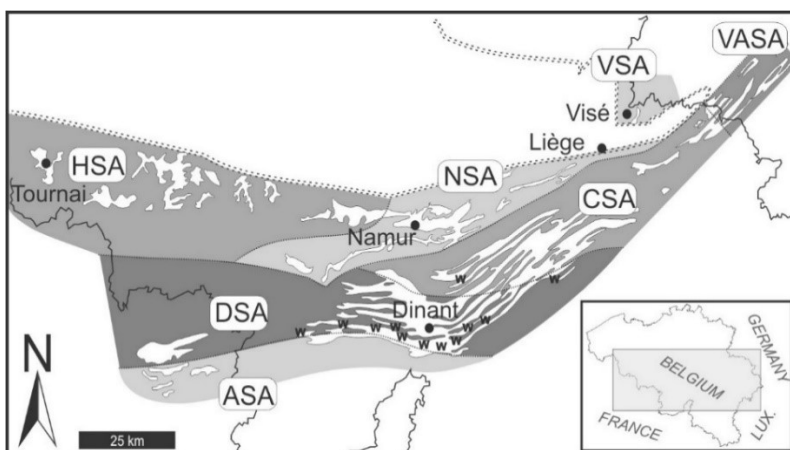 VASA
VSA
Visé
Liège
HSA
Tournai
NSA
CSA
Namur
W
W
DSA
Dinant
W
W
W
W
W
W
W
W
W
W
ASA
N
25 km
GERMANY
BELGIUM
FRANCE
LUX.